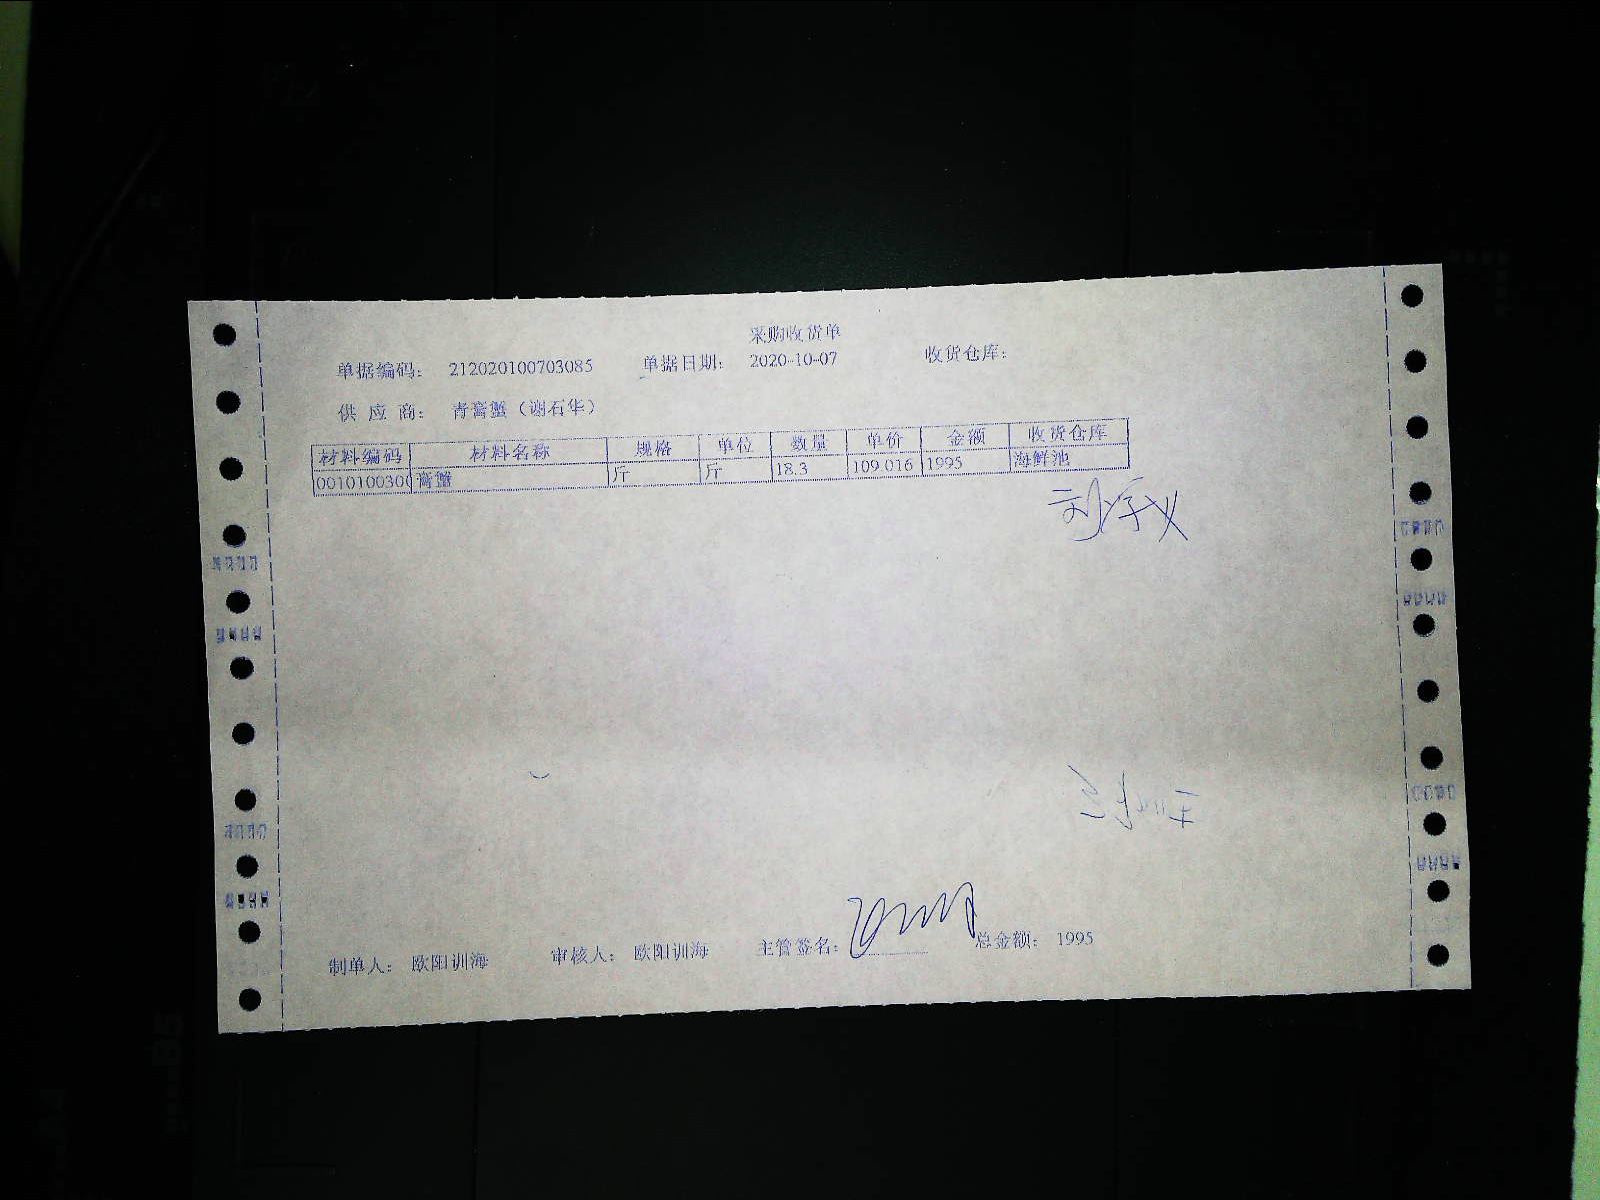 采购收货单
单据编码： 212020100703085 单据日期： 2020-10-07 收货仓库：
供 应 商： 青膏蟹（谢石华）
材料编码 材料名称 规格 单位 数量 单价 金额 收货仓库
0010100300 膏蟹 斤 斤 18.3 109.016 1995 海鲜池
制单人： 欧阳训海 审核人： 欧阳训海 主管签名： 总金额： 1995